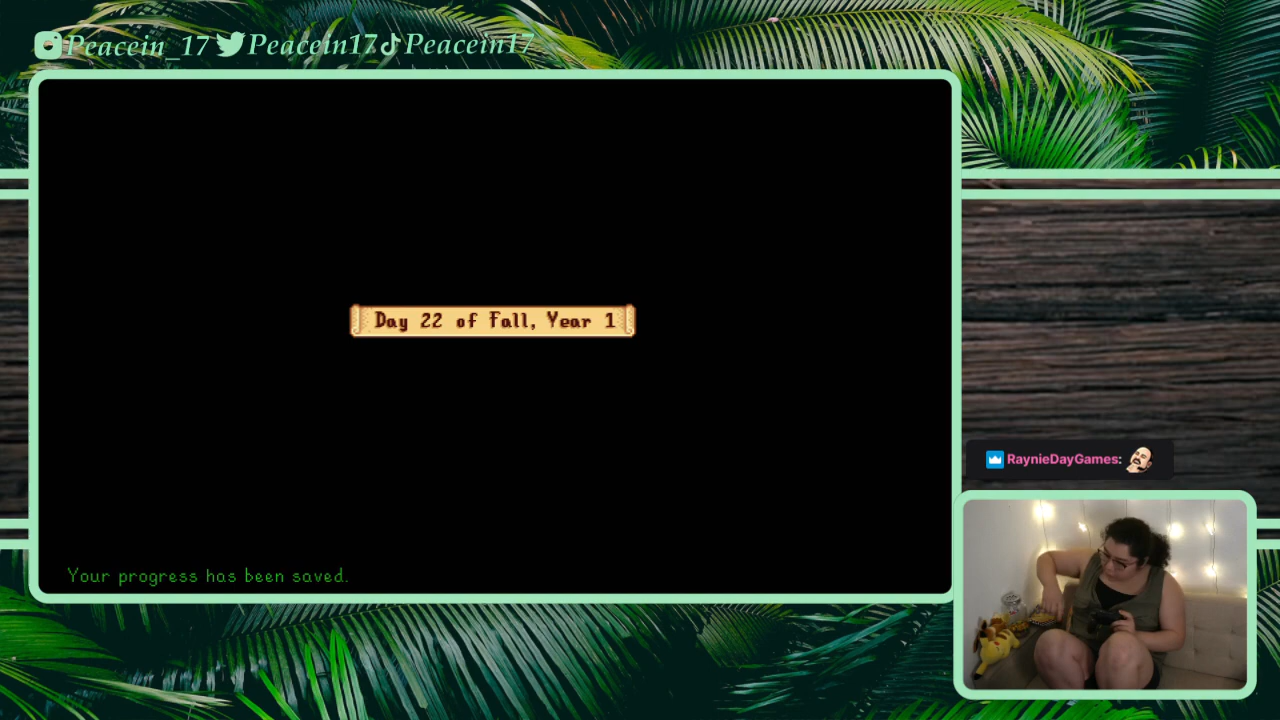 Peacein_17 Peacein17 Peacein17
Day 22 of Fall, Year 1
RaynieDayGames:
Your progress has been saved.